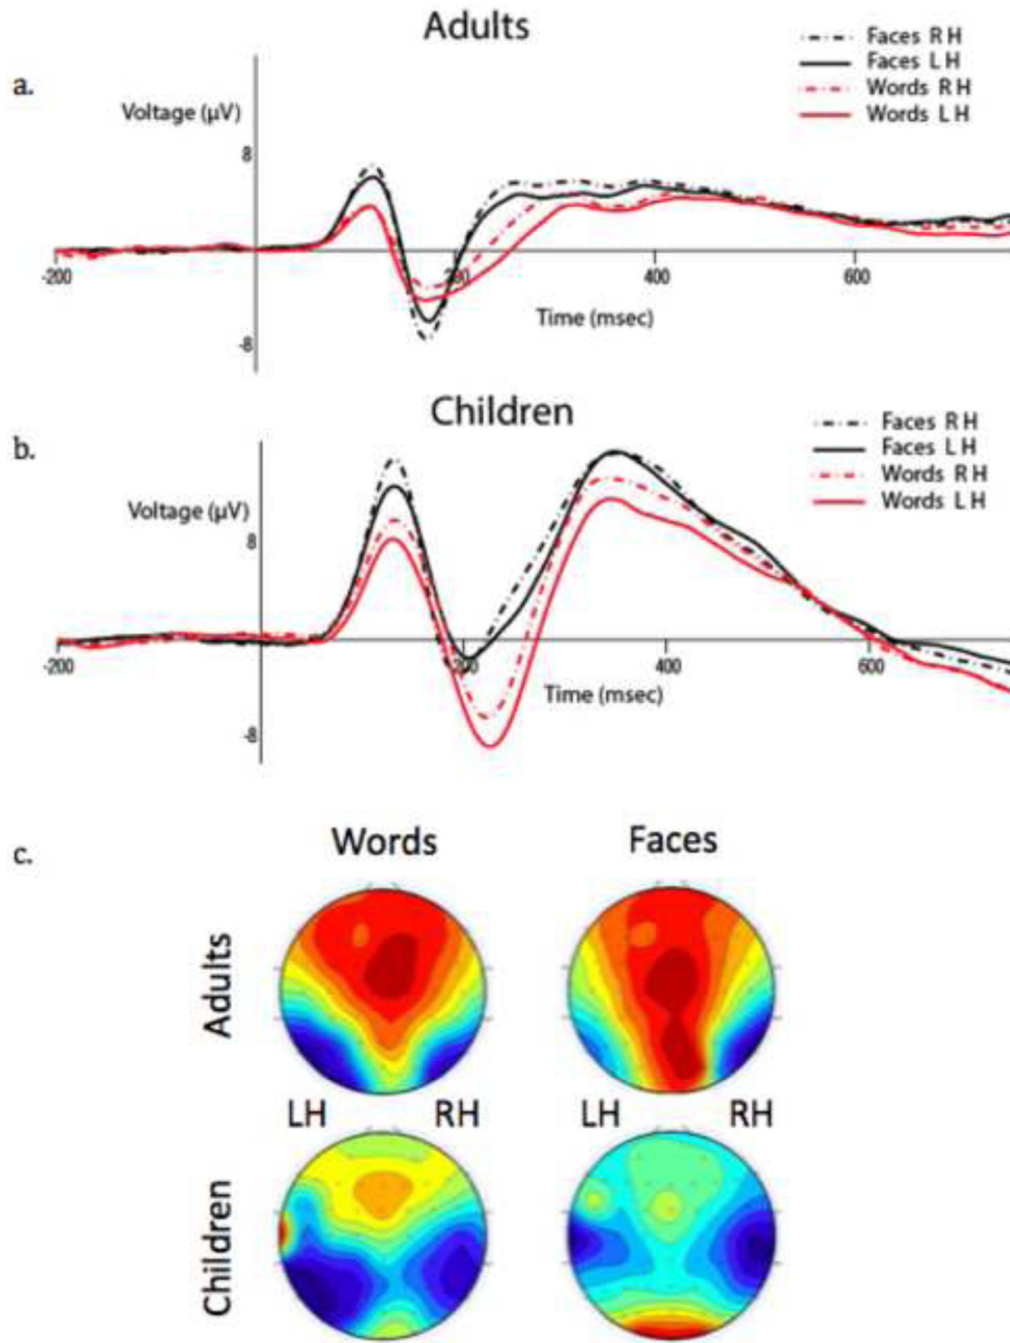 Adults
a.
Faces RH
Faces LH
Words RH
Words LH
Voltage (µV)
8
-200
200
400
600
Time (msec)
-8
Children
b.
Faces RH
Faces LH
Words RH
Words LH
Voltage (µV)
8
-200
200
400
600
Time (msec)
-8
c.
Words
Faces
Adults
LH
RH
LH
RH
Children